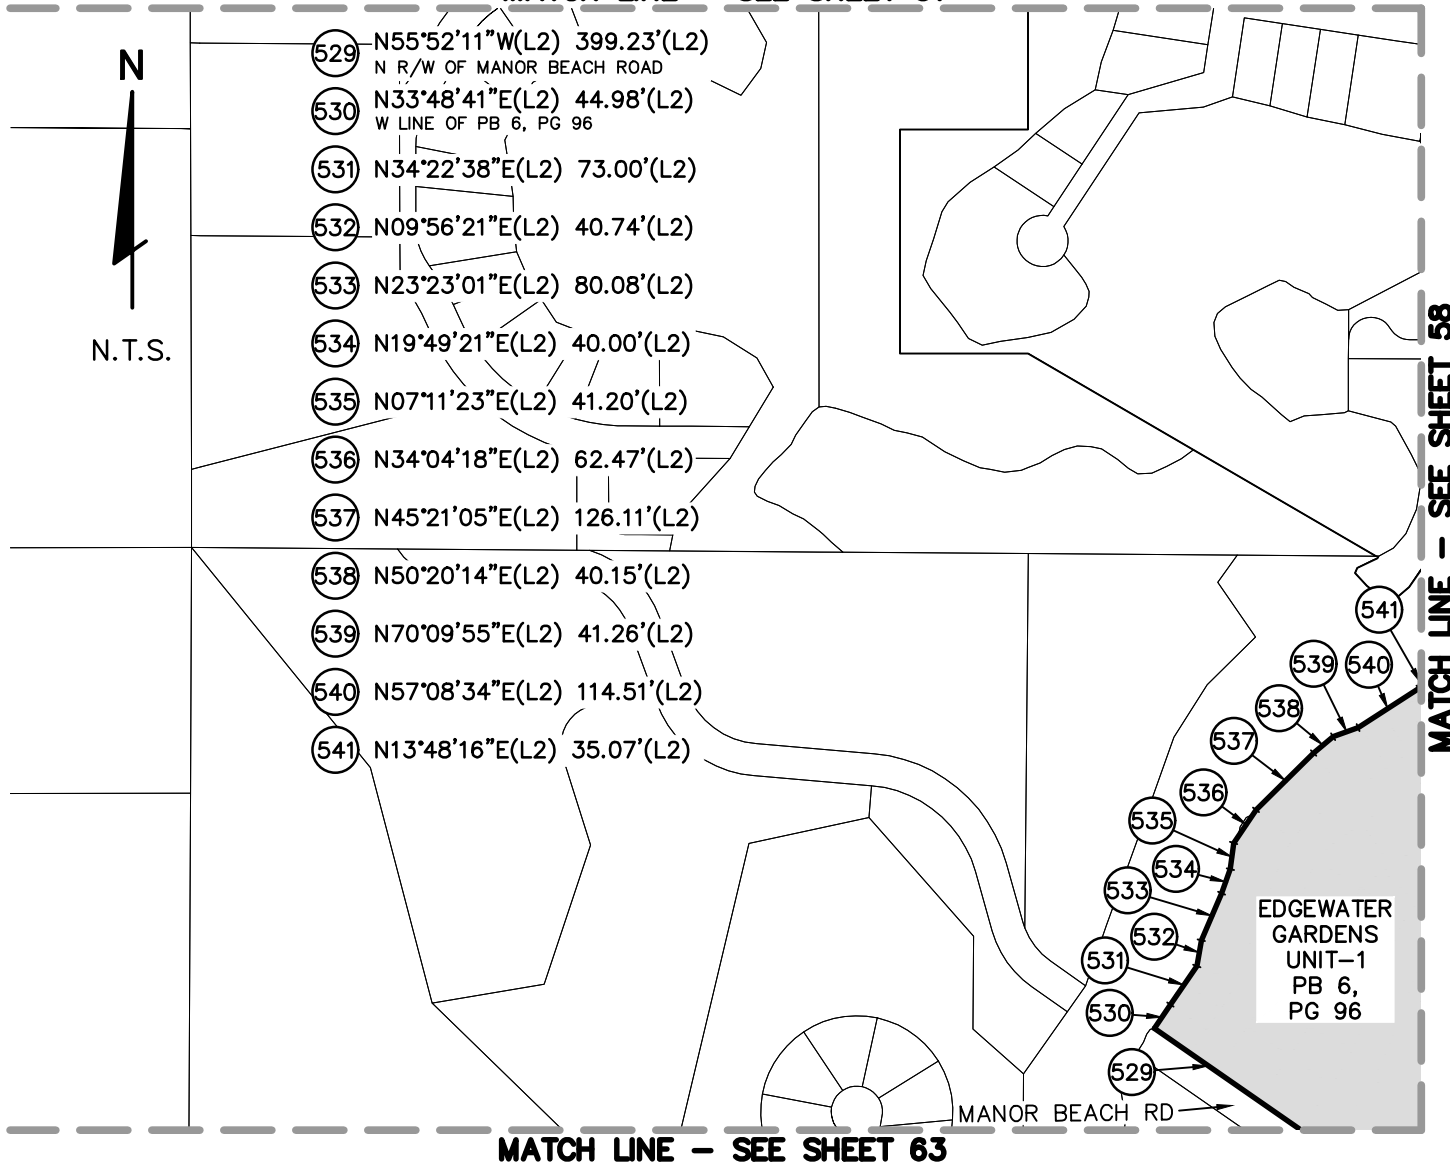 529 N55°52'11"W(L2) 399.23'(L2)
N R/W OF MANOR BEACH ROAD
530 N33°48'41"E(L2) 44.98'(L2)
W LINE OF PB 6, PG 96
531 N34°22'38"E(L2) 73.00'(L2)
532 N09°56'21"E(L2) 40.74'(L2)
533 N23°23'01"E(L2) 80.08'(L2)
534 N19°49'21"E(L2) 40.00'(L2)
535 N07°11'23"E(L2) 41.20'(L2)
536 N34°04'18"E(L2) 62.47'(L2)
537 N45°21'05"E(L2) 126.11'(L2)
538 N50°20'14"E(L2) 40.15'(L2)
539 N70°09'55"E(L2) 41.26'(L2)
540 N57°08'34"E(L2) 114.51'(L2)
541 N13°48'16"E(L2) 35.07'(L2)
N
N.T.S.
MATCH LINE – SEE SHEET 58
541
540
539
538
537
536
535
534
533
532
531
530
529
EDGEWATER
GARDENS
UNIT–1
PB 6,
PG 96
MANOR BEACH RD
MATCH LINE – SEE SHEET 63